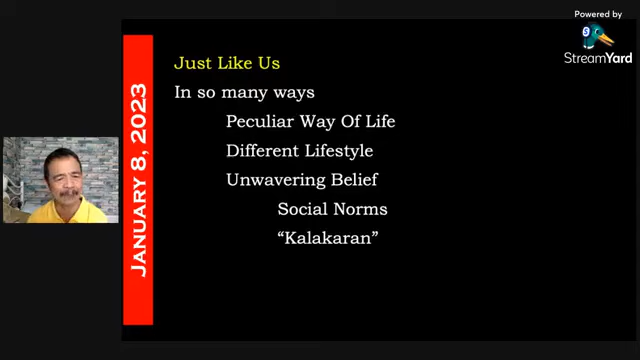 Powered by
StreamYard
JANUARY 8, 2023
Just Like Us
In so many ways
Peculiar Way Of Life
Different Lifestyle
Unwavering Belief
Social Norms
“Kalakaran”